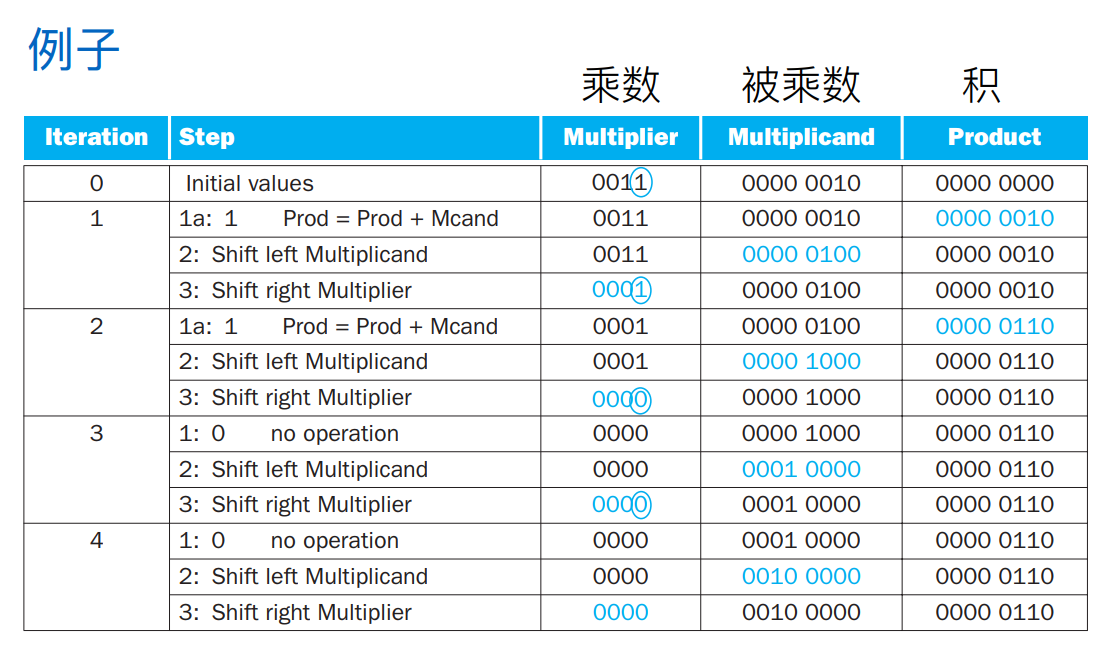 例子
乘数 被乘数 积
Iteration Step Multiplier Multiplicand Product
0 Initial values 0011 0000 0010 0000 0000
1 1a: 1 Prod = Prod + Mcand 0011 0000 0010 0000 0010
2: Shift left Multiplicand 0011 0000 0100 0000 0010
3: Shift right Multiplier 0001 0000 0100 0000 0010
2 1a: 1 Prod = Prod + Mcand 0001 0000 0100 0000 0110
2: Shift left Multiplicand 0001 0000 1000 0000 0110
3: Shift right Multiplier 0000 0000 1000 0000 0110
3 1: 0 no operation 0000 0000 1000 0000 0110
2: Shift left Multiplicand 0000 0001 0000 0000 0110
3: Shift right Multiplier 0000 0001 0000 0000 0110
4 1: 0 no operation 0000 0001 0000 0000 0110
2: Shift left Multiplicand 0000 0010 0000 0000 0110
3: Shift right Multiplier 0000 0010 0000 0000 0110